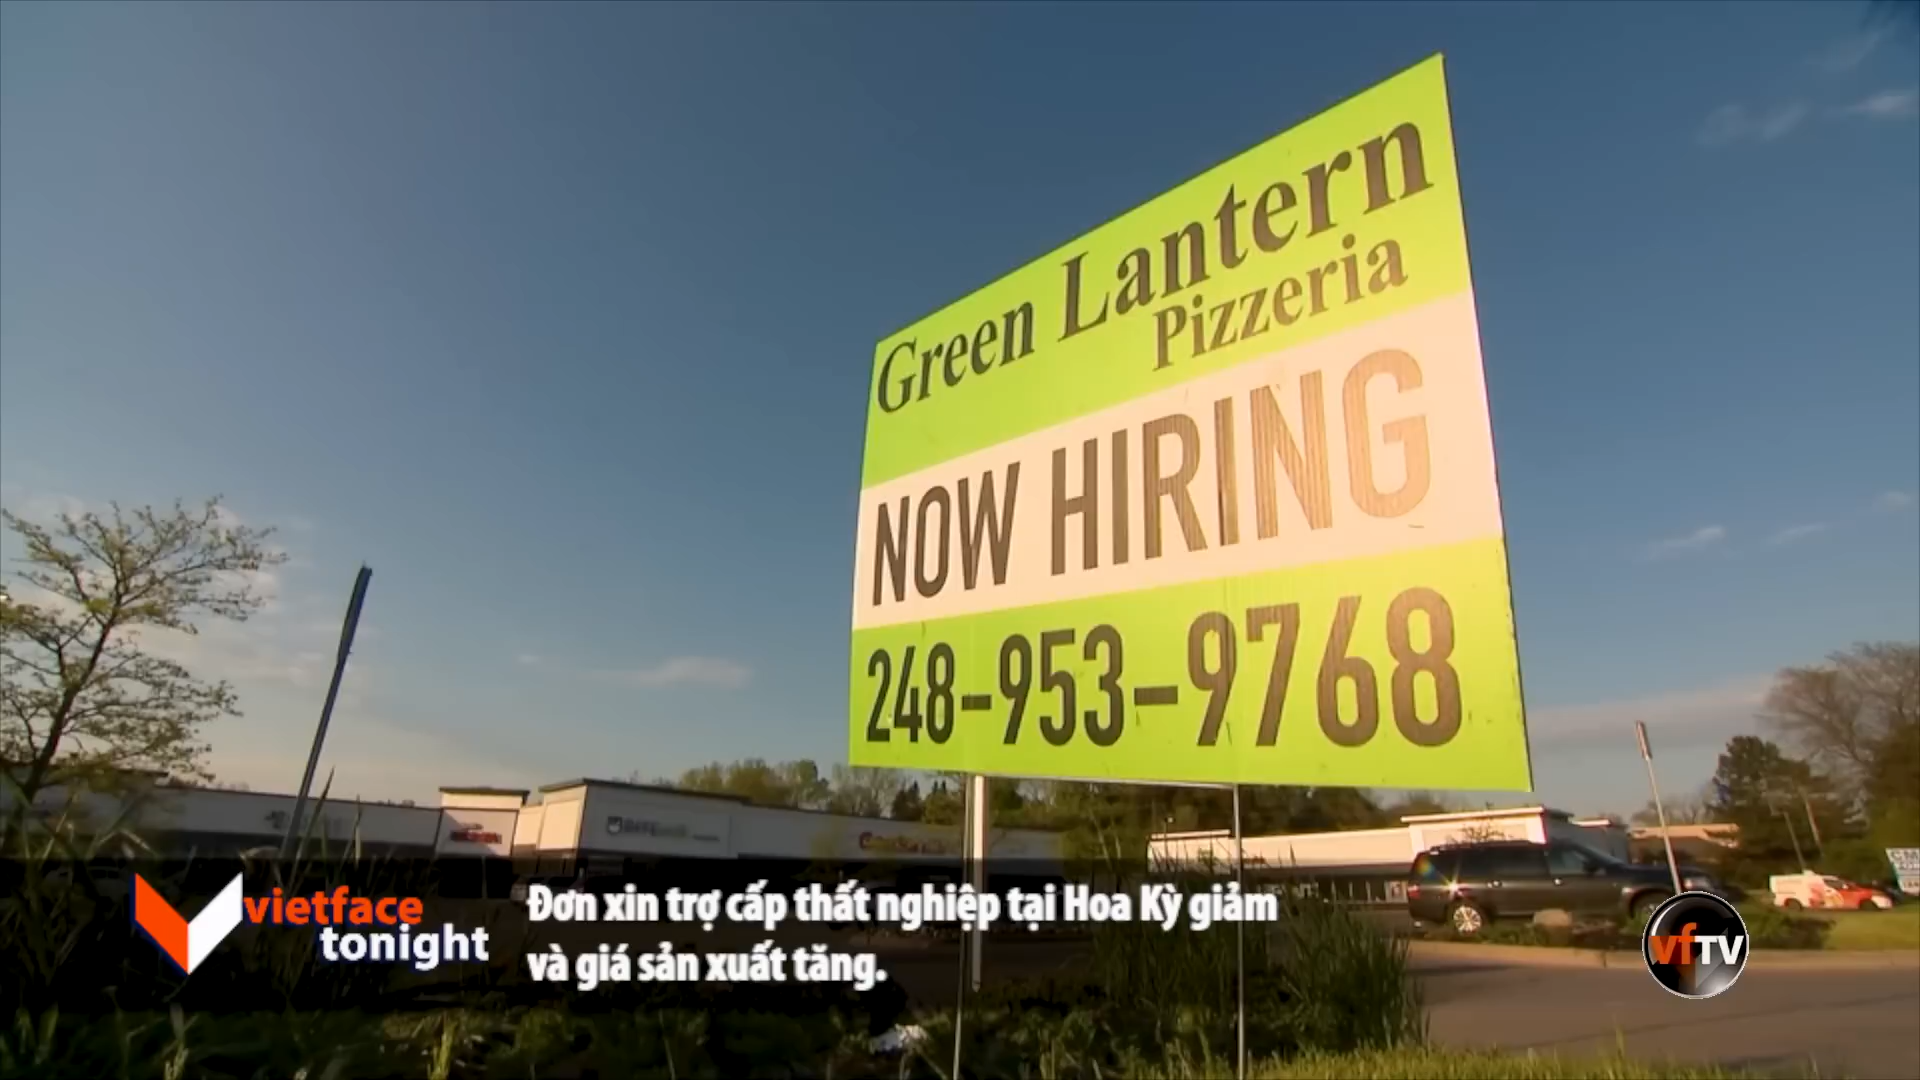 Green Lantern
Pizzeria
NOW HIRING
248-953-9768
vietface
tonight
Đơn xin trợ cấp thất nghiệp tại Hoa Kỳ giảm
và giá sản xuất tăng.
vfTV